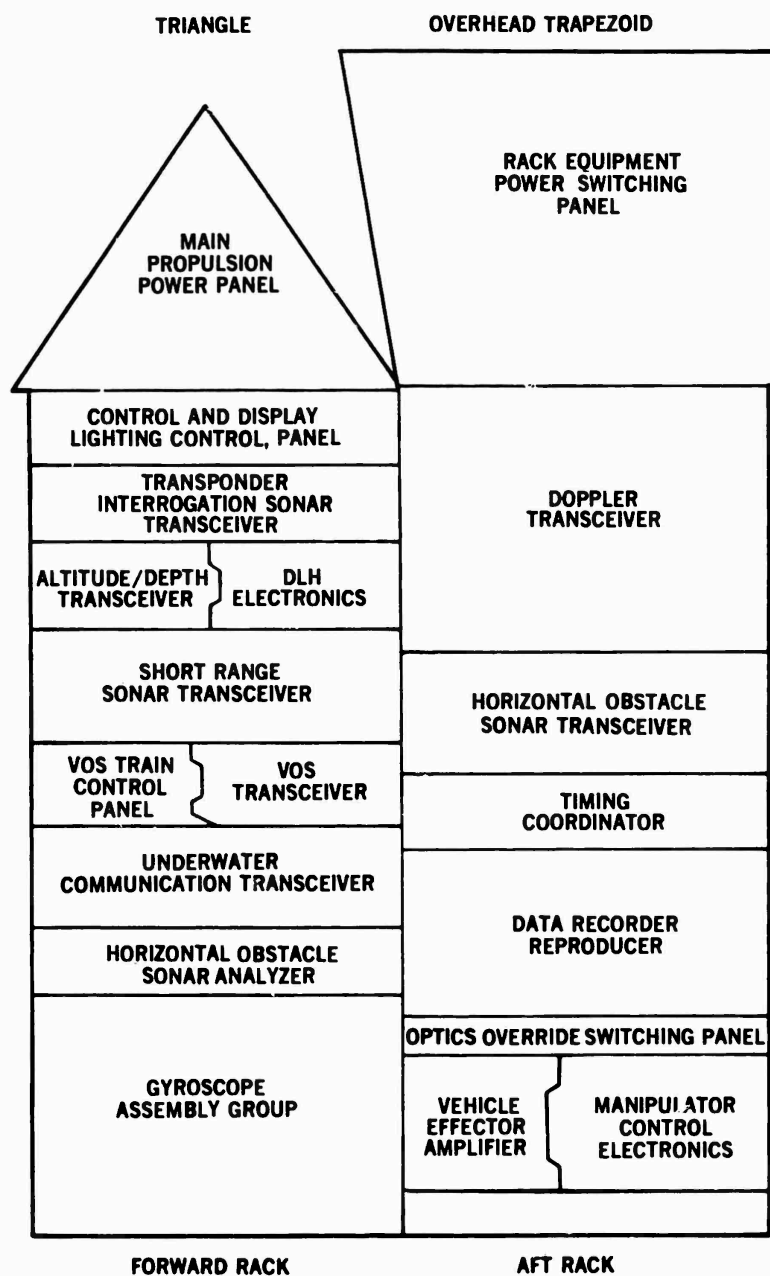 TRIANGLE
OVERHEAD TRAPEZOID
MAIN
PROPULSION
POWER PANEL
RACK EQUIPMENT
POWER SWITCHING
PANEL
CONTROL AND DISPLAY
LIGHTING CONTROL, PANEL
TRANSPONDER
INTERROGATION SONAR
TRANSCEIVER
ALTITUDE/DEPTH
TRANSCEIVER
DLH
ELECTRONICS
SHORT RANGE
SONAR TRANSCEIVER
VOS TRAIN
CONTROL
PANEL
VOS
TRANSCEIVER
UNDERWATER
COMMUNICATION TRANSCEIVER
HORIZONTAL OBSTACLE
SONAR ANALYZER
GYROSCOPE
ASSEMBLY GROUP
FORWARD RACK
DOPPLER
TRANSCEIVER
HORIZONTAL OBSTACLE
SONAR TRANSCEIVER
TIMING
COORDINATOR
DATA RECORDER
REPRODUCER
OPTICS OVERRIDE SWITCHING PANEL
VEHICLE
EFFECTOR
AMPLIFIER
MANIPULATOR
CONTROL
ELECTRONICS
AFT RACK